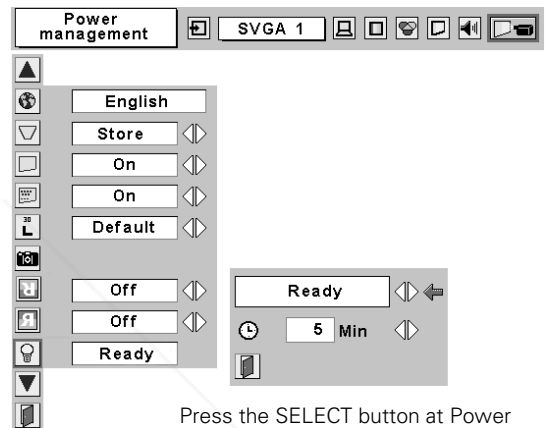 Power management
SVGA 1
English
Store
On
On
30
L
Default
Off
Off
Ready
Ready
5 Min
Press the SELECT button at Power